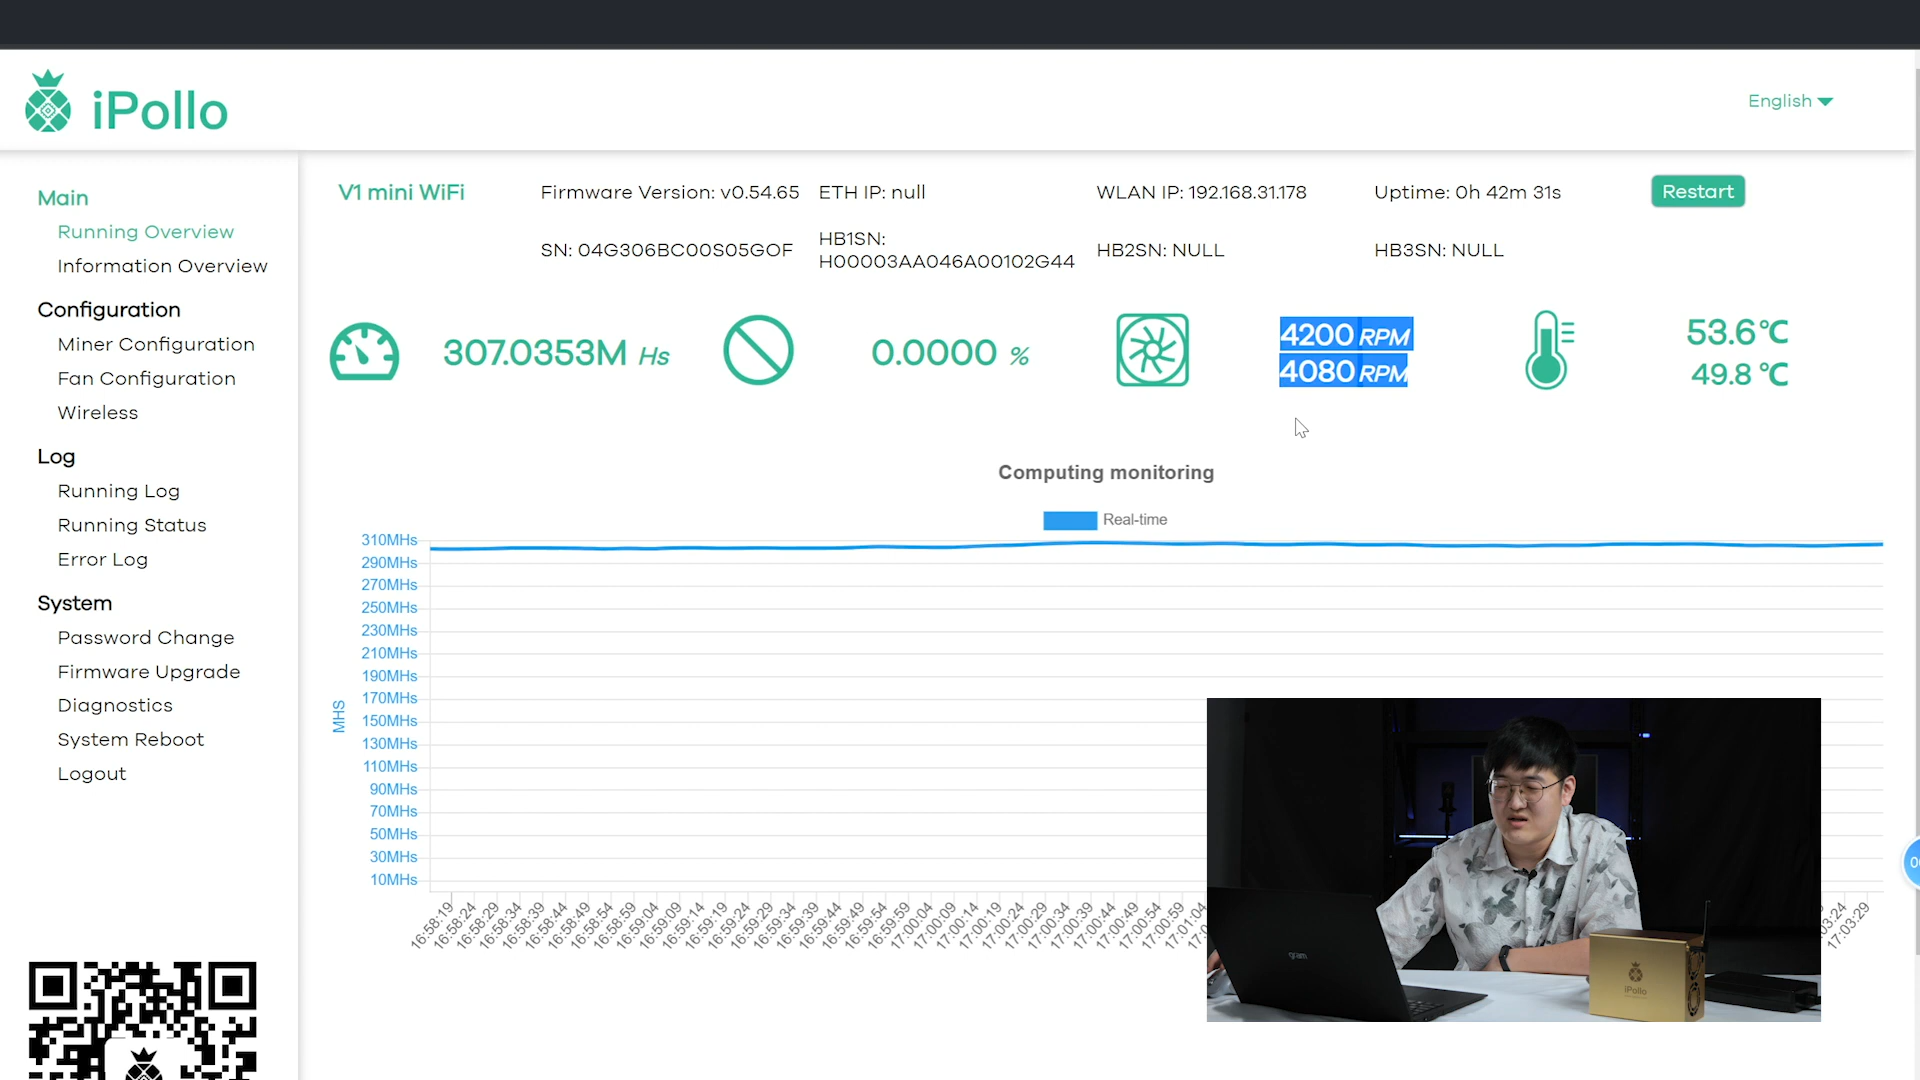 iPollo
English
Main
Running Overview
Information Overview
Configuration
Miner Configuration
Fan Configuration
Wireless
Log
Running Log
Running Status
Error Log
System
Password Change
Firmware Upgrade
Diagnostics
System Reboot
Logout
V1 mini WiFi
Firmware Version: v0.54.65
ETH IP: null
WLAN IP: 192.168.31.178
Uptime: 0h 42m 31s
Restart
SN: 04G306BC00S05GOF
HB1SN:
H00003AA046A00102G44
HB2SN: NULL
HB3SN: NULL
307.0353M Hs
0.0000 %
4200 RPM
4080 RPM
53.6℃
49.8 ℃
Computing monitoring
Real-time
MHS
310MHs
290MHs
270MHs
250MHs
230MHs
210MHs
190MHs
170MHs
150MHs
130MHs
110MHs
90MHs
70MHs
50MHs
30MHs
10MHs
16:58:19
16:58:24
16:58:29
16:58:34
16:58:39
16:58:44
16:58:49
16:58:54
16:58:59
16:59:04
16:59:09
16:59:14
16:59:19
16:59:24
16:59:29
16:59:34
16:59:39
16:59:44
16:59:49
16:59:54
16:59:59
17:00:04
17:00:09
17:00:14
17:00:19
17:00:24
17:00:29
17:00:34
17:00:39
17:00:44
17:00:49
17:00:54
17:00:59
17:01:04
17:03:29
gram
iPollo